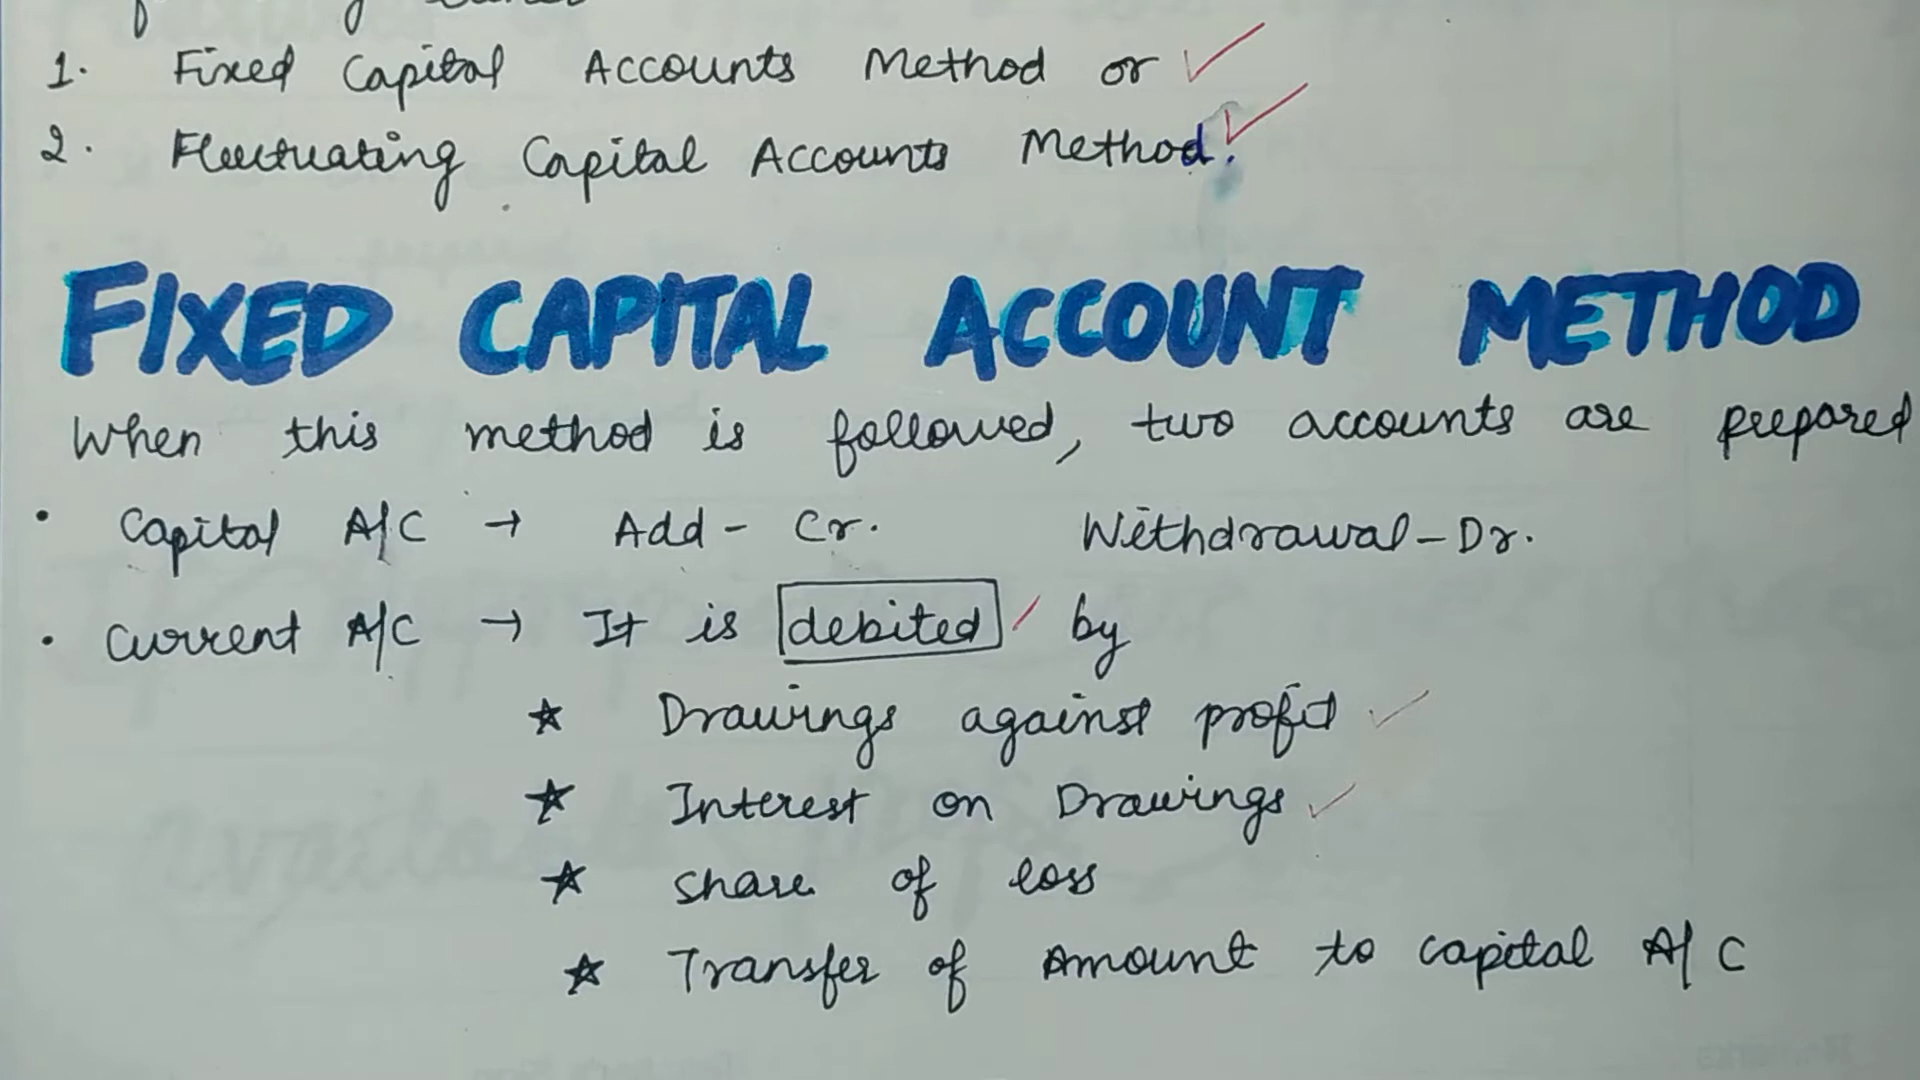 1. Fixed Capital Accounts Method or
2. Fluctuating Capital Accounts Method.
FIXED CAPITAL ACCOUNT METHOD
When this method is followed, two accounts are prepared
• Capital A/C → Add - Cr. Withdrawal - Dr.
• Current A/C → It is debited by
★ Drawings against profit
★ Interest on Drawings
★ Share of loss
★ Transfer of Amount to capital A/C